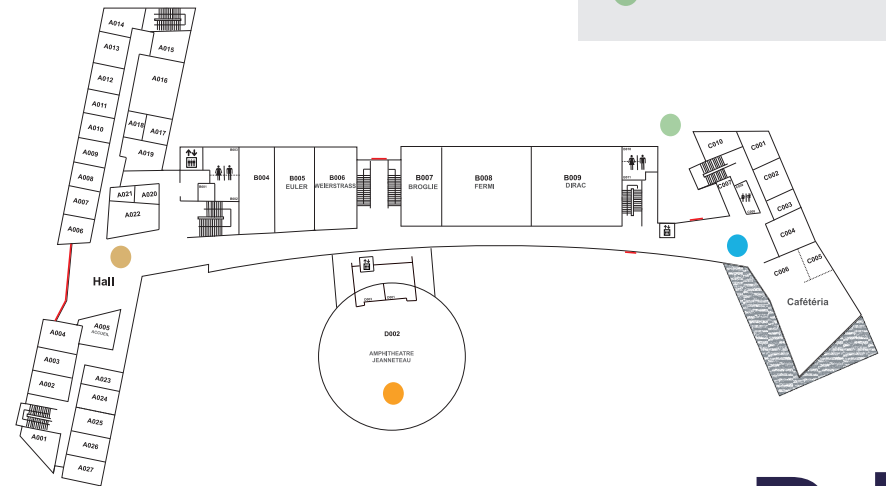 A014
A013
A015
A012
A016
A011
A010
A018
A017
A009
A019
A008
A007
A021
A020
A022
A006
Hall
A004
A005
ACCUEIL
A003
A002
A023
A024
A001
A025
A026
A027
B004
B005
EULER
B006
WEIERSTRASS
B007
BROGLIE
B008
FERMI
B009
DIRAC
D002
AMPHITHEATRE
JEANNETEAU
C010
C001
C002
C007
C003
C004
C005
C006
Cafétéria